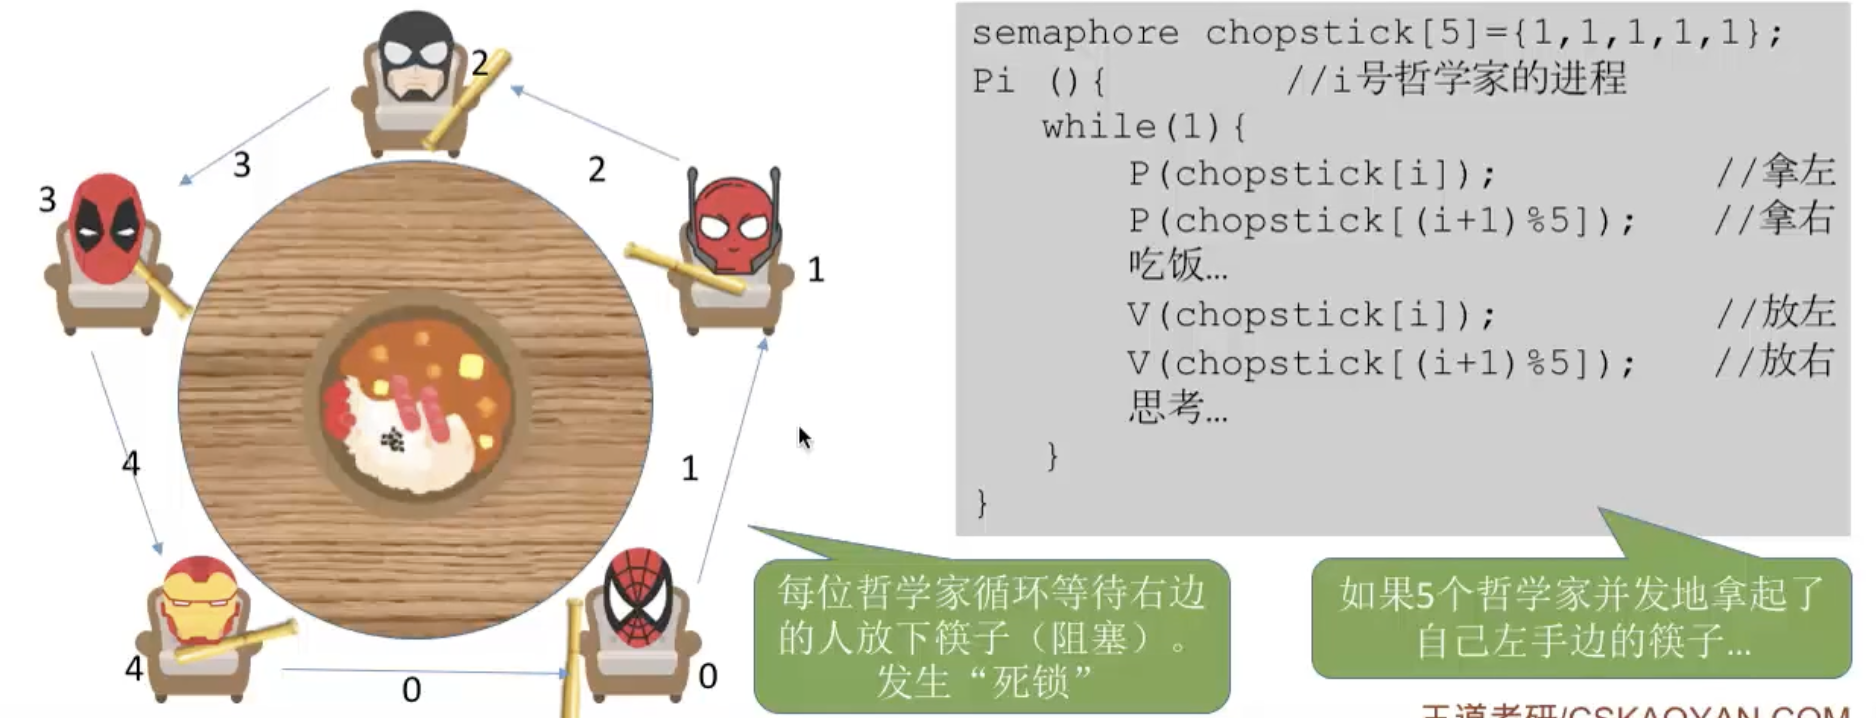 2
3
2
3
1
4
1
4
0
0
semaphore chopstick[5]={1,1,1,1,1};
Pi (){ //i号哲学家的进程
while(1){
P(chopstick[i]); //拿左
P(chopstick[(i+1)%5]); //拿右
吃饭…
V(chopstick[i]); //放左
V(chopstick[(i+1)%5]); //放右
思考…
}
}
每位哲学家循环等待右边
的人放下筷子（阻塞）。
发生“死锁”
如果5个哲学家并发地拿起了
自己左手边的筷子…
王道考研/CSKAOYAN.COM